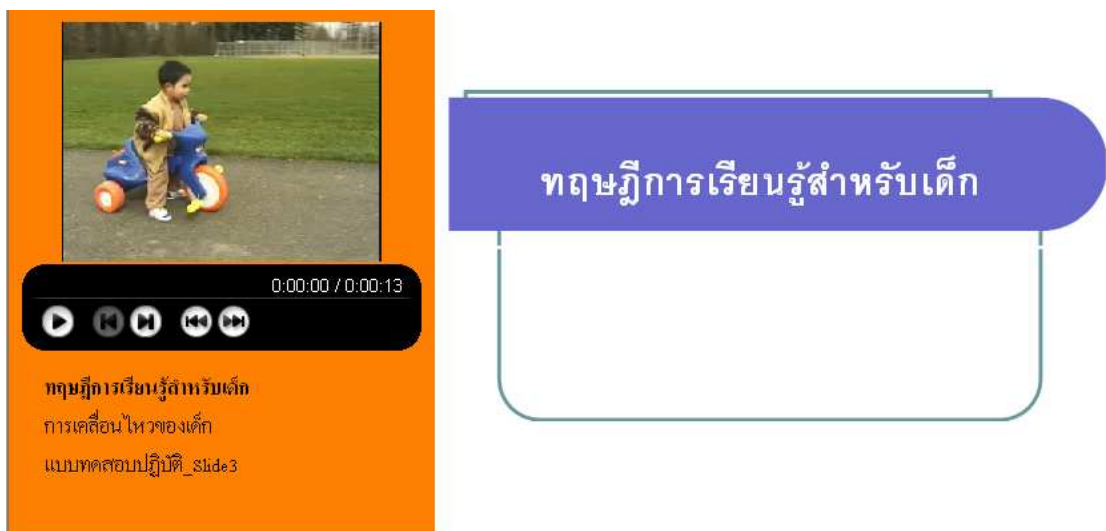 0:00:00 / 0:00:13
ทฤษฎีการเรียนรู้สำหรับเด็ก
การเคลื่อนไหวของเด็ก
แบบทดสอบปฏิบัติ_Slide3
ทฤษฎีการเรียนรู้สำหรับเด็ก